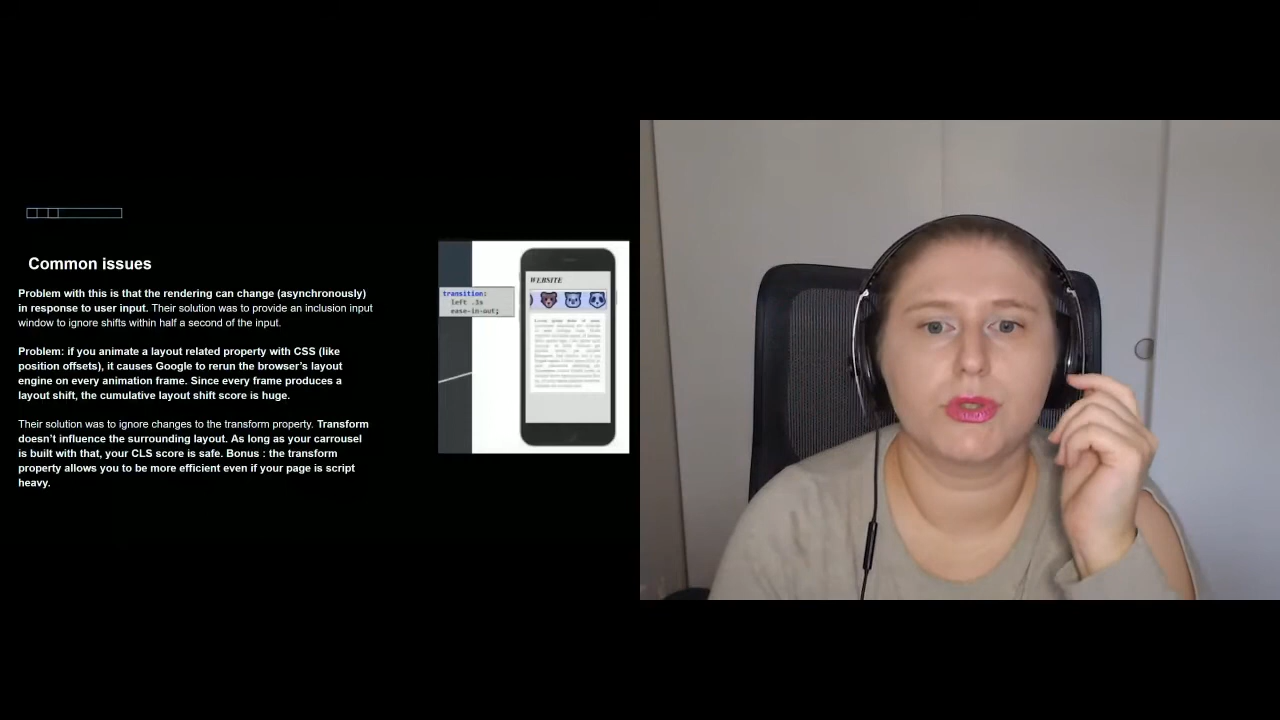 Common issues
Problem with this is that the rendering can change (asynchronously)
in response to user input. Their solution was to provide an inclusion input
window to ignore shifts within half a second of the input.
Problem: if you animate a layout related property with CSS (like
position offsets), it causes Google to rerun the browser's layout
engine on every animation frame. Since every frame produces a
layout shift, the cumulative layout shift score is huge.
Their solution was to ignore changes to the transform property. Transform
doesn't influence the surrounding layout. As long as your carrousel
is built with that, your CLS score is safe. Bonus : the transform
property allows you to be more efficient even if your page is script
heavy.
transition:
left .3s
ease-in-out;
WEBSITE